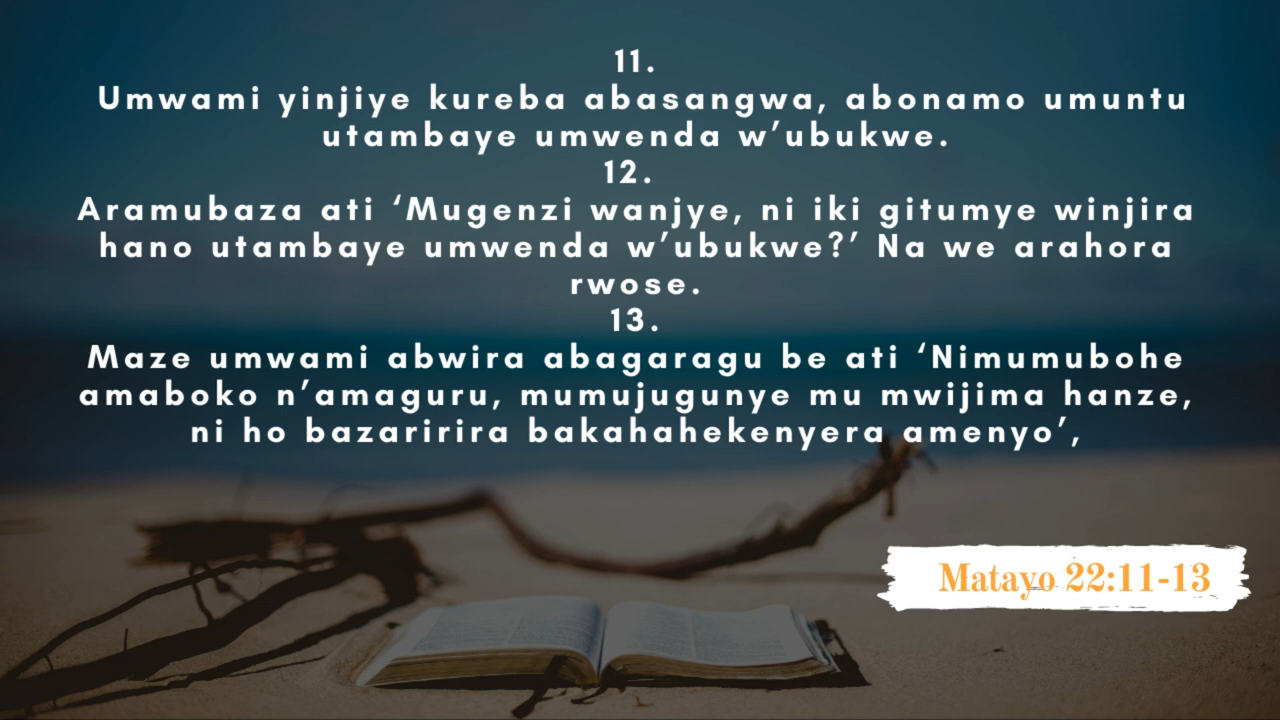 11.
Umwami yinjiye kureba abasangwa, abonamo umuntu
utambaye umwenda w’ubukwe.
12.
Aramubaza ati ‘Mugenzi wanjye, ni iki gitumye winjira
hano utambaye umwenda w’ubukwe?’ Na we arahora
rwose.
13.
Maze umwami abwira abagaragu be ati ‘Nimumubohe
amaboko n’amaguru, mumujugunye mu mwijima hanze,
ni ho bazaririra bakahahekenyera amenyo’,
Matayo 22:11-13